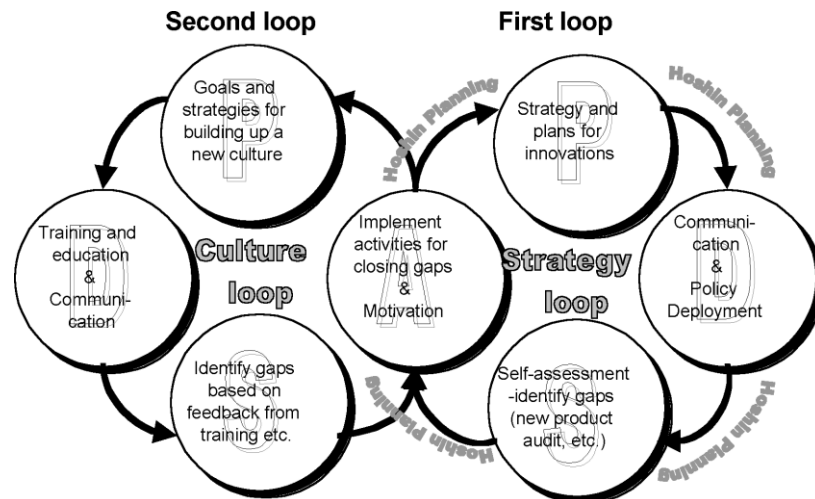 Second loop
First loop
Hoshin Planning
Hoshin Planning
P
Goals and
strategies for
building up a
new culture
P
Strategy and
plans for
innovations
D
Training and
education
&
Communi-
cation
Culture
loop
A
Implement
activities for
closing gaps
&
Motivation
Strategy
loop
D
Communi-
cation
&
Policy
Deployment
S
Identify gaps
based on
feedback from
training etc.
Hoshin Planning
S
Self-assessment
-identify gaps
(new product
audit, etc.)
Hoshin Planning